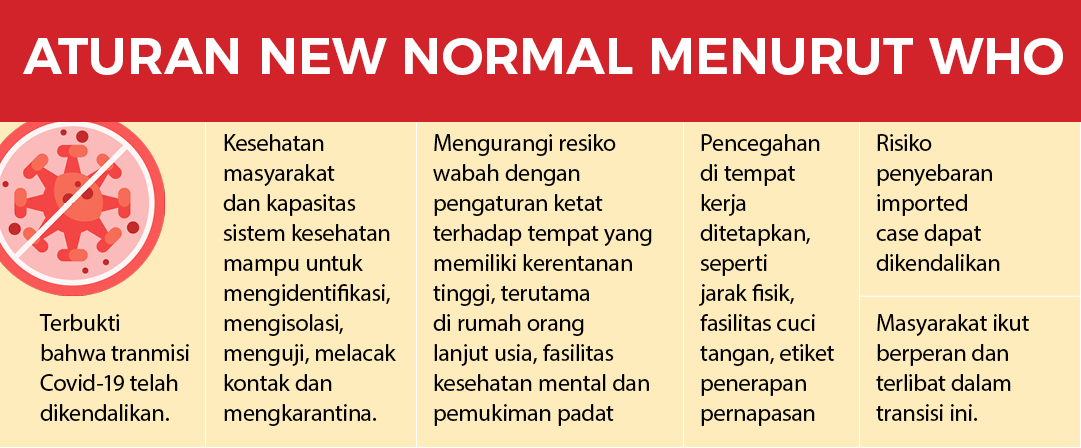 ATURAN NEW NORMAL MENURUT WHO
Terbukti
bahwa tranmisi
Covid-19 telah
dikendalikan.
Kesehatan
masyarakat
dan kapasitas
sistem kesehatan
mampu untuk
mengidentifikasi,
mengisolasi,
menguji, melacak
kontak dan
mengkarantina.
Mengurangi resiko
wabah dengan
pengaturan ketat
terhadap tempat yang
memiliki kerentanan
tinggi, terutama
di rumah orang
lanjut usia, fasilitas
kesehatan mental dan
pemukiman padat
Pencegahan
di tempat
kerja
ditetapkan,
seperti
jarak fisik,
fasilitas cuci
tangan, etiket
penerapan
pernapasan
Risiko
penyebaran
imported
case dapat
dikendalikan
Masyarakat ikut
berperan dan
terlibat dalam
transisi ini.